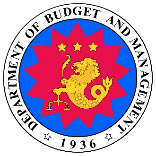 DEPARTMENT OF BUDGET AND MANAGEMENT
1936